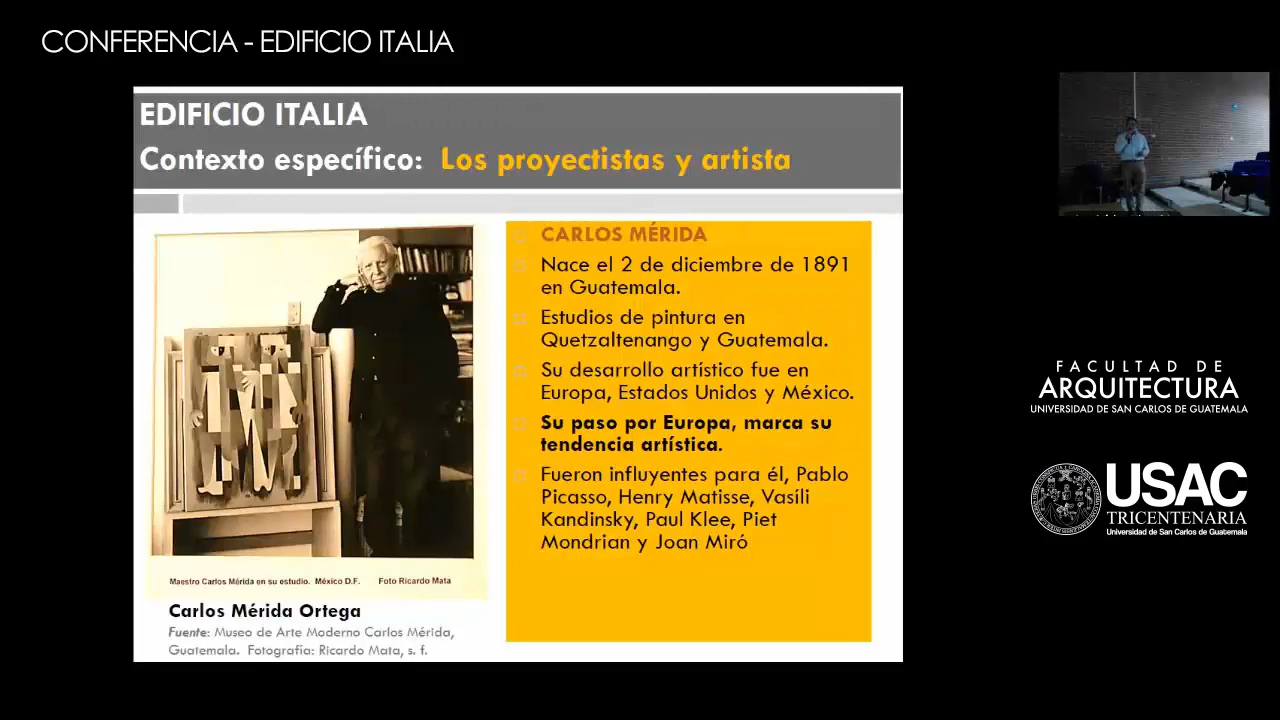 CONFERENCIA - EDIFICIO ITALIA
EDIFICIO ITALIA
Contexto específico: Los proyectistas y artista
CARLOS MÉRIDA
Nace el 2 de diciembre de 1891
en Guatemala.
Estudios de pintura en
Quetzaltenango y Guatemala.
Su desarrollo artístico fue en
Europa, Estados Unidos y México.
Su paso por Europa, marca su
tendencia artística.
Fueron influyentes para él, Pablo
Picasso, Henry Matisse, Vasíli
Kandinsky, Paul Klee, Piet
Mondrian y Joan Miró
Maestro Carlos Mérida en su estudio. México D.F. Foto Ricardo Mata
Carlos Mérida Ortega
Fuente: Museo de Arte Moderno Carlos Mérida,
Guatemala. Fotografía: Ricardo Mata, s. f.
FACULTAD DE
ARQUITECTURA
UNIVERSIDAD DE SAN CARLOS DE GUATEMALA
USAC
TRICENTENARIA
Universidad de San Carlos de Guatemala